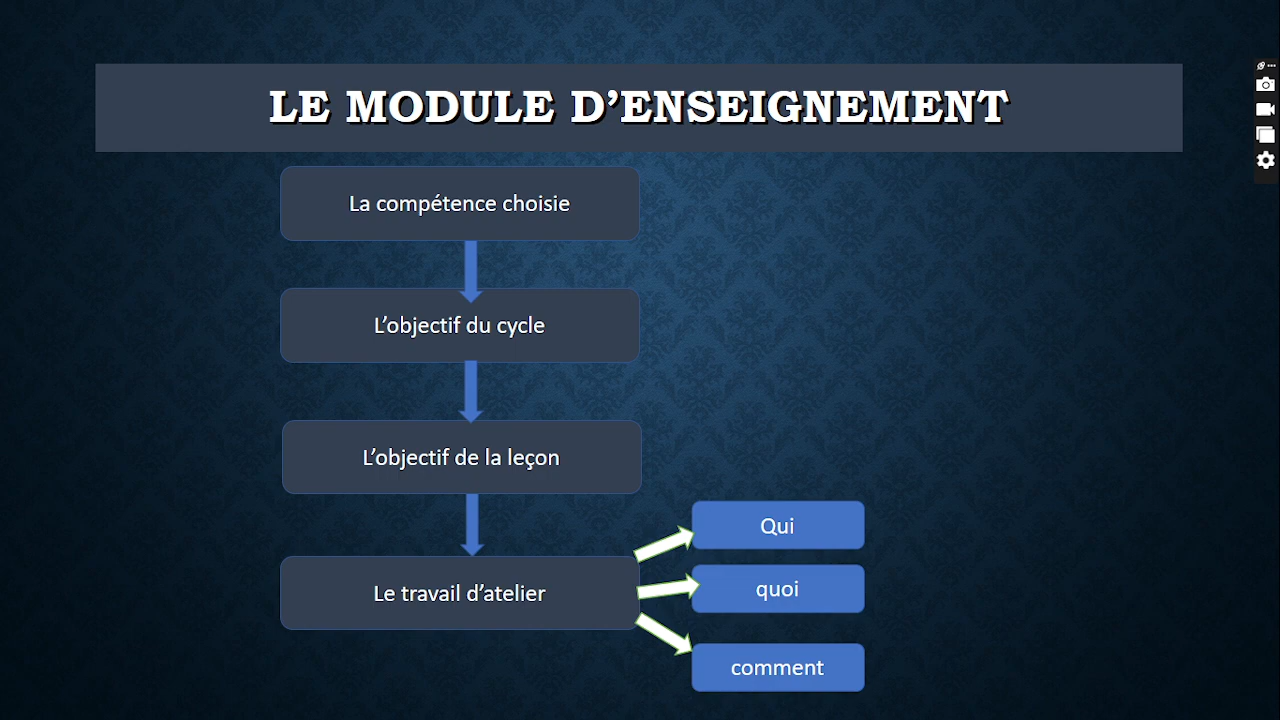 LE MODULE D’ENSEIGNEMENT
La compétence choisie
L’objectif du cycle
L’objectif de la leçon
Le travail d’atelier
Qui
quoi
comment